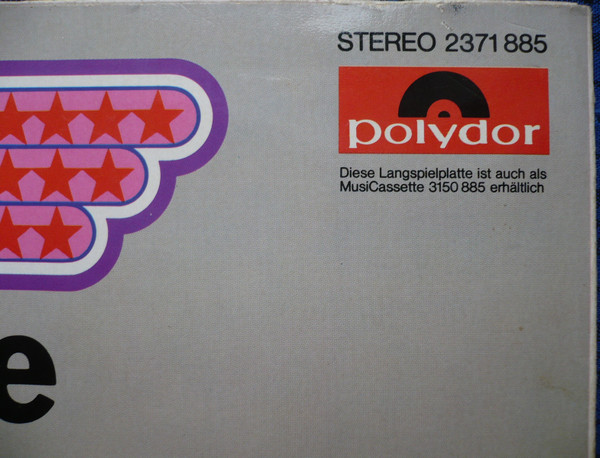 STEREO 2371 885
polydor
Diese Langspielplatte ist auch als
MusiCassette 3150 885 erhältlich
e